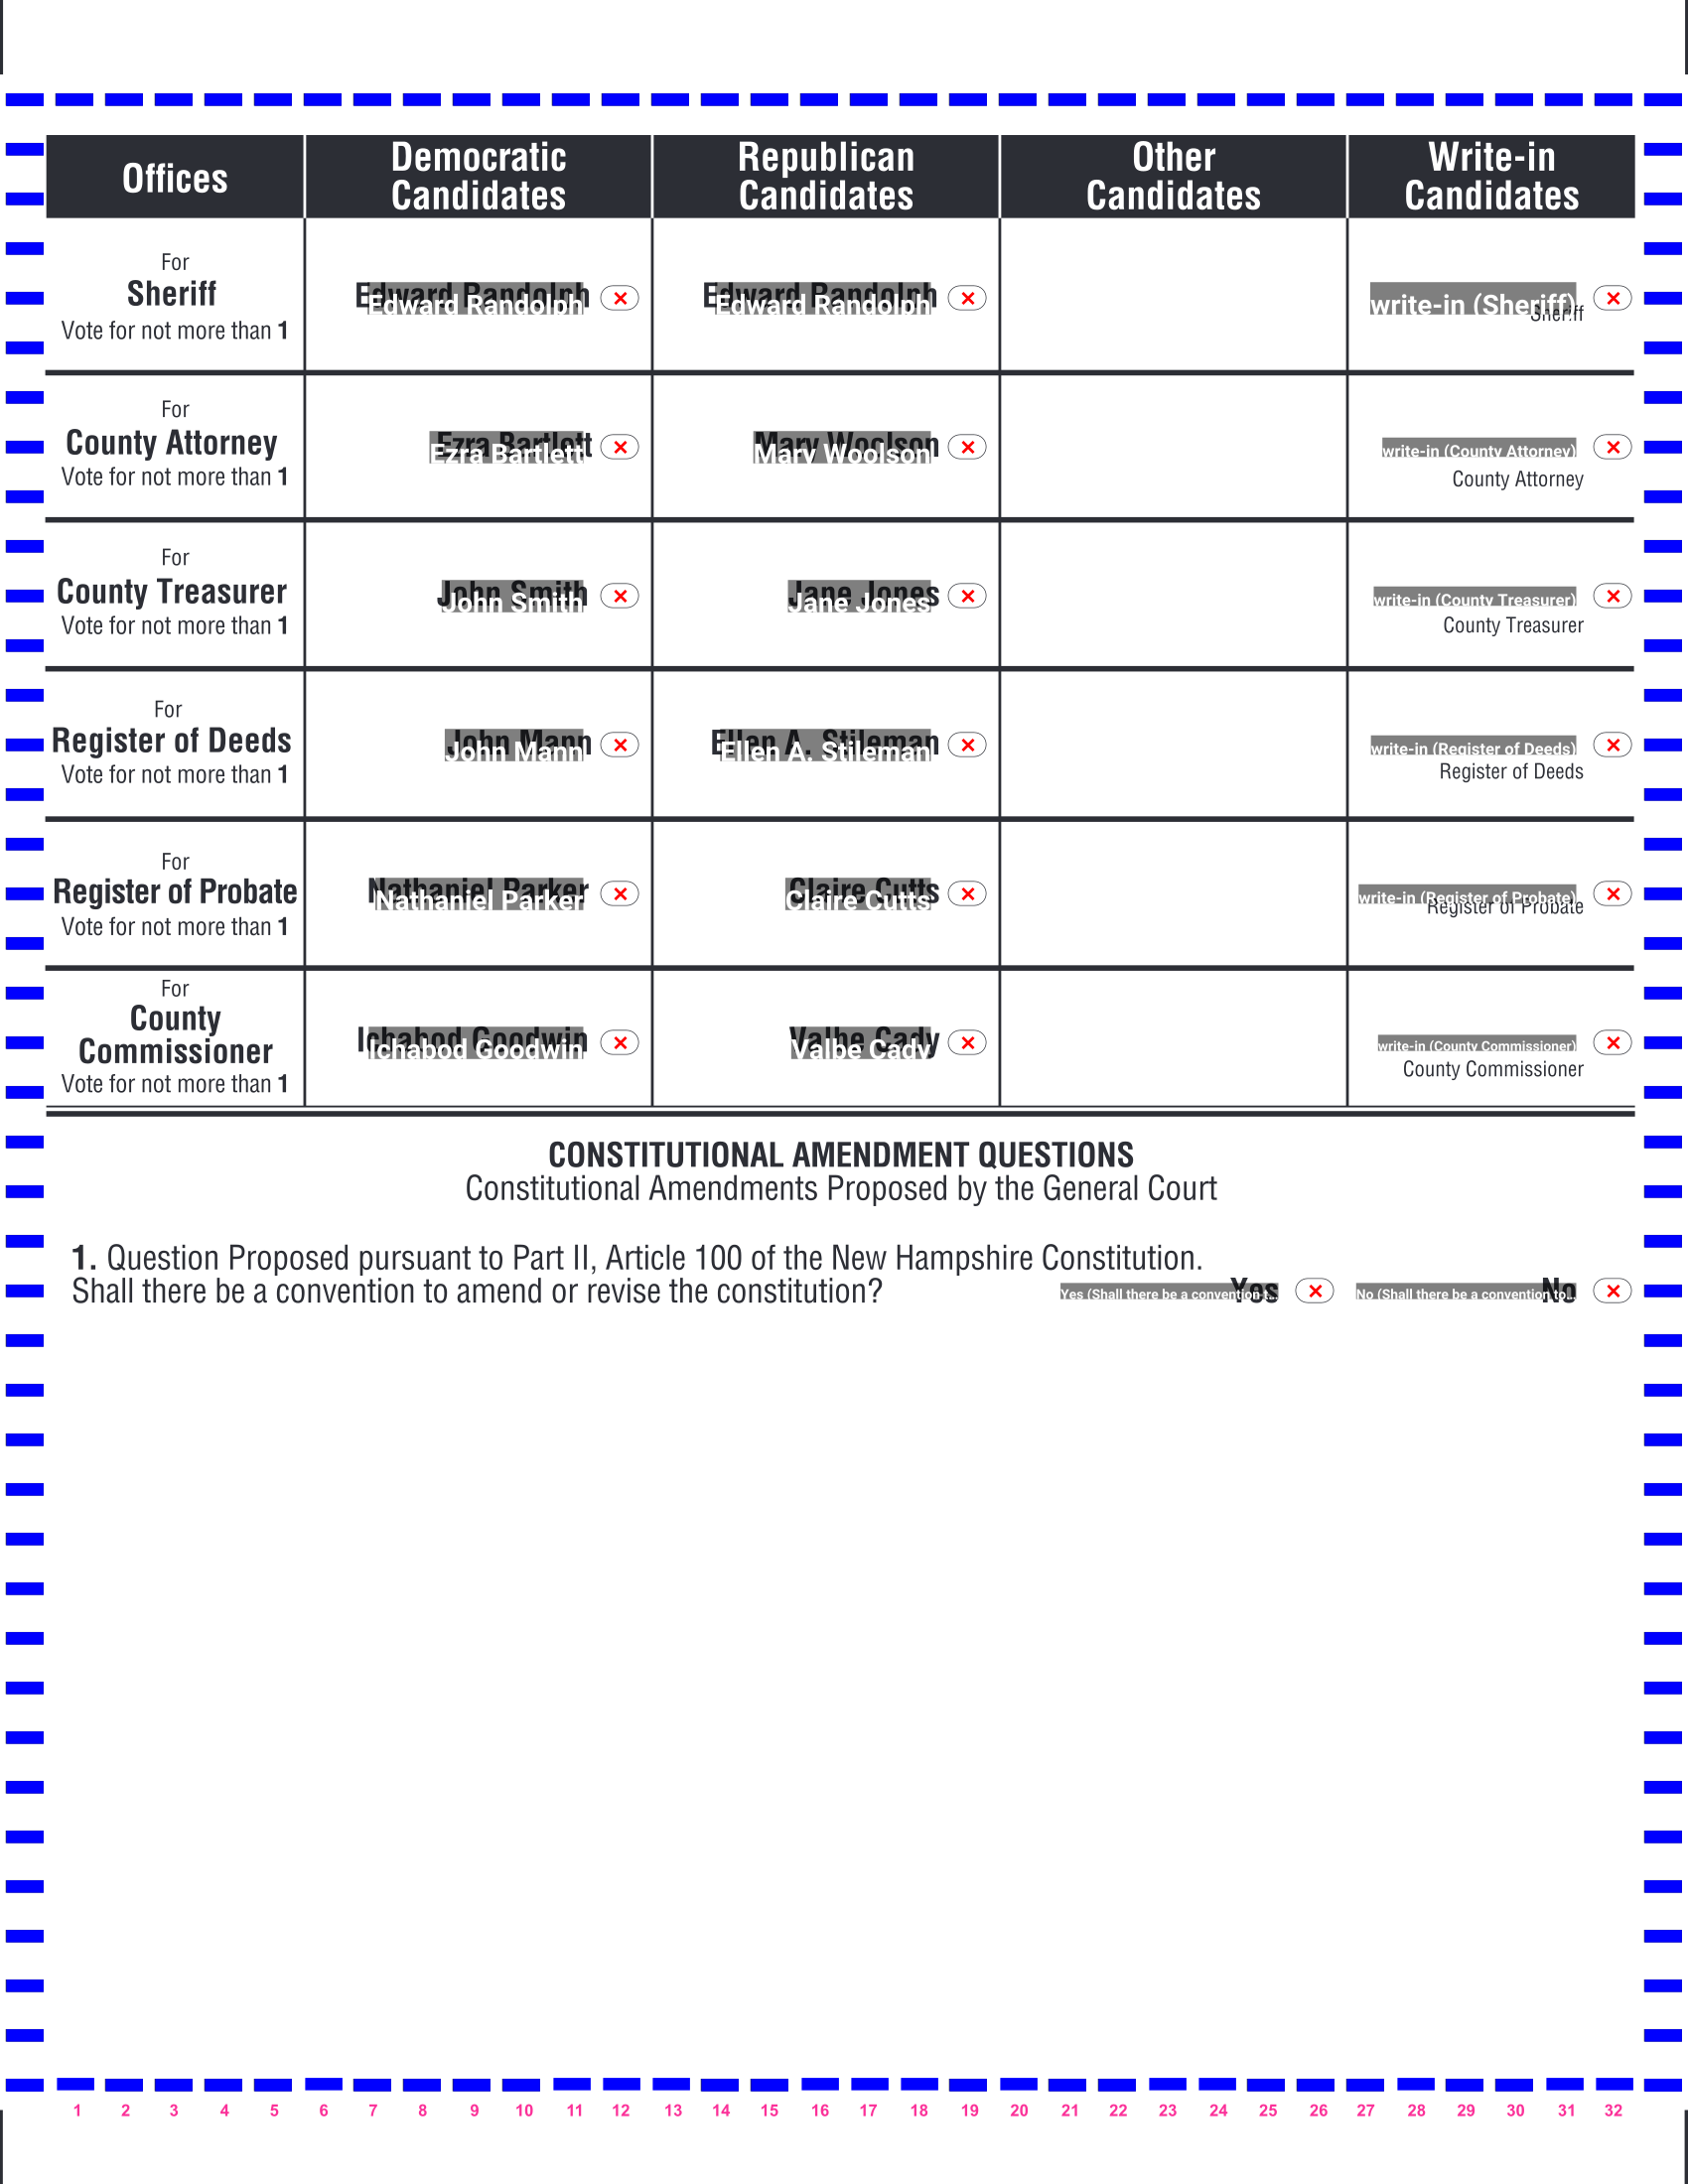 Offices
Democratic Candidates
Republican Candidates
Other Candidates
Write-in Candidates
For
Sheriff
Vote for not more than 1
Edward Randolph
Edward Randolph
Edward Randolph
Edward Randolph
write-in (Sheriff)
Sheriff
For
County Attorney
Vote for not more than 1
Ezra Bartlett
Ezra Bartlett
Mary Woolson
Mary Woolson
write-in (County Attorney)
County Attorney
For
County Treasurer
Vote for not more than 1
John Smith
John Smith
Jane Jones
Jane Jones
write-in (County Treasurer)
County Treasurer
For
Register of Deeds
Vote for not more than 1
John Mann
John Mann
Ellen A. Stileman
Ellen A. Stileman
write-in (Register of Deeds)
Register of Deeds
For
Register of Probate
Vote for not more than 1
Nathaniel Parker
Nathaniel Parker
Claire Cutts
Claire Cutts
write-in (Register of Probate)
Register of Probate
For
County
Commissioner
Vote for not more than 1
Ichabod Goodwin
Ichabod Goodwin
Valbe Cady
Valbe Cady
write-in (County Commissioner)
County Commissioner
CONSTITUTIONAL AMENDMENT QUESTIONS
Constitutional Amendments Proposed by the General Court
1. Question Proposed pursuant to Part II, Article 100 of the New Hampshire Constitution.
Shall there be a convention to amend or revise the constitution?
Yes
Yes (Shall there be a convention t...
No
No (Shall there be a convention to...
1 2 3 4 5 6 7 8 9 10 11 12 13 14 15 16 17 18 19 20 21 22 23 24 25 26 27 28 29 30 31 32